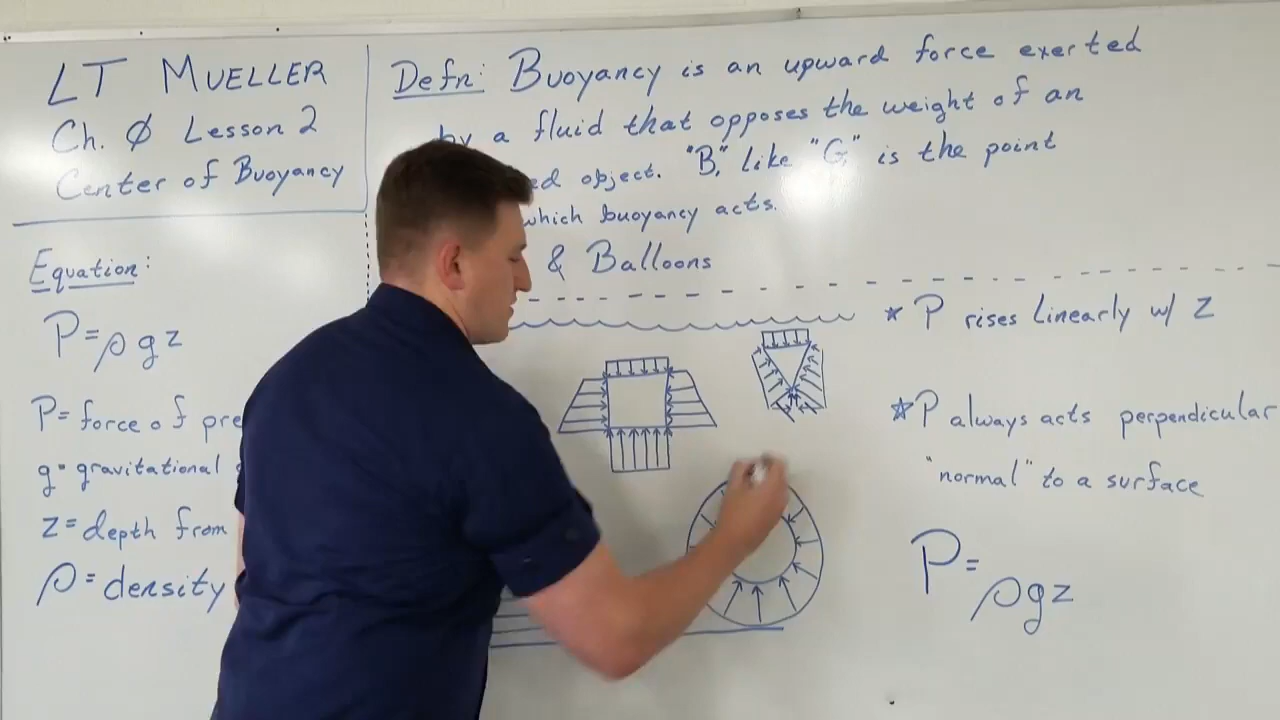 LT MUELLER
Ch. Ø Lesson 2
Center of Buoyancy
Defn: Buoyancy is an upward force exerted
by a fluid that opposes the weight of an
ed object. "B," like "G," is the point
which buoyancy acts.
& Balloons
Equation:
P=ρgz
P= force of pre
g= gravitational
z= depth from
ρ= density
* P rises linearly w/ z
* P always acts perpendicular
"normal" to a surface
P=ρgz